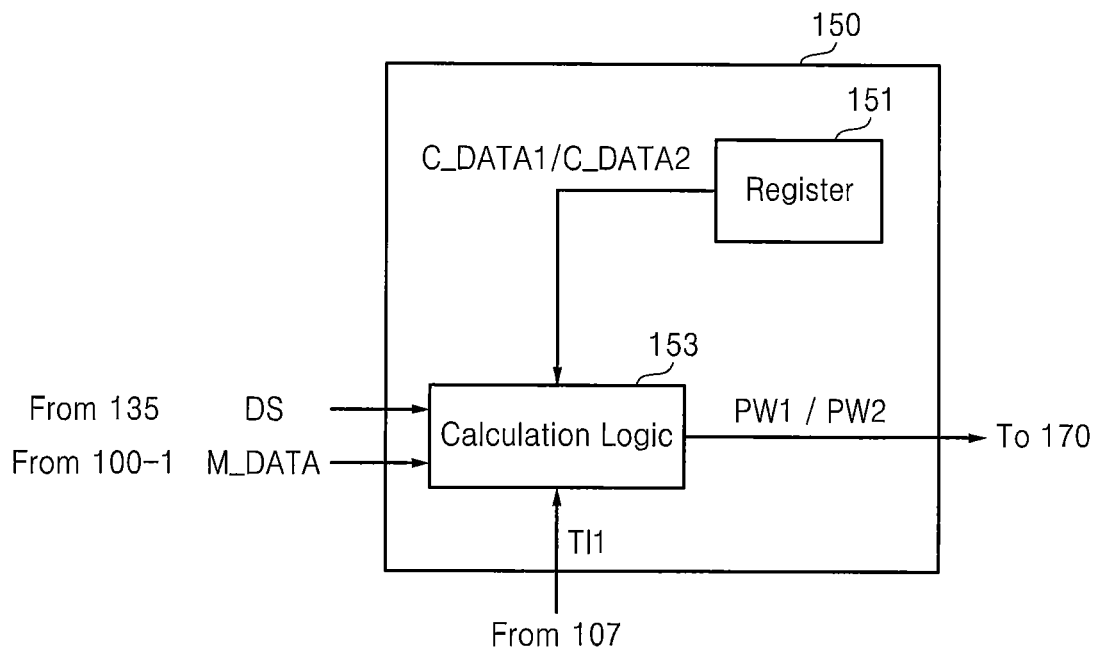 150
151
C_DATA1/C_DATA2
Register
153
From 135 DS
PW1 / PW2
Calculation Logic
To 170
From 100-1 M_DATA
TI1
From 107